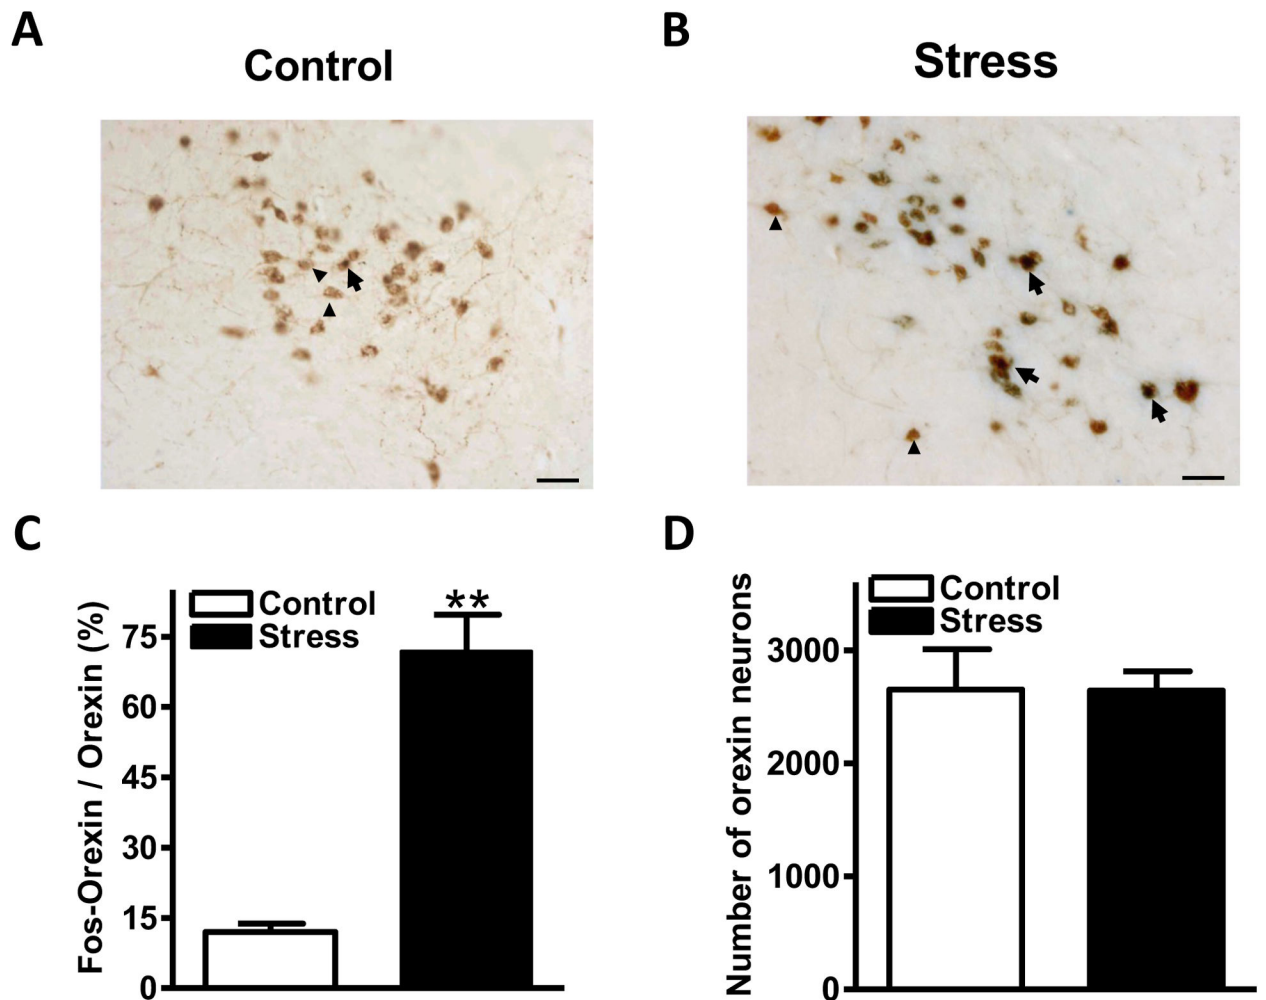 A
Control
B
Stress
C
Fos-Orexin / Orexin (%)
75
60
45
30
15
0
Control
Stress
**
D
Number of orexin neurons
3000
2000
1000
0
Control
Stress